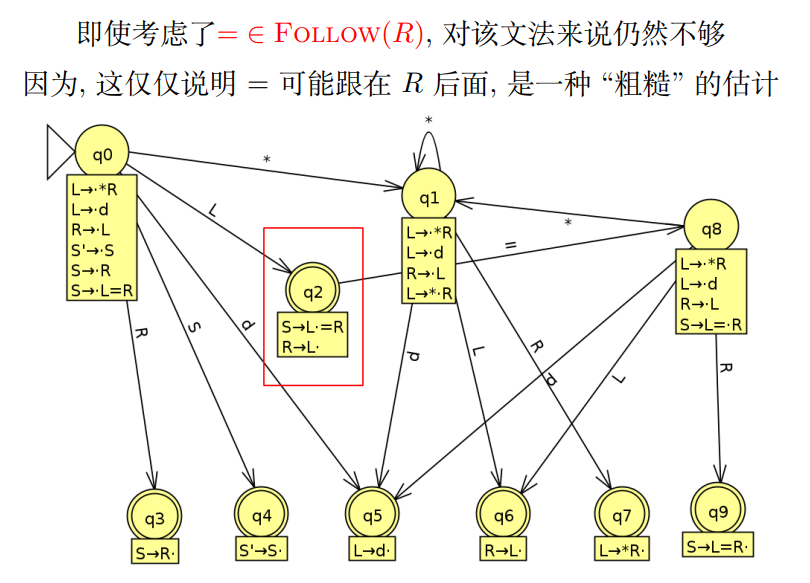 即使考虑了= ∈ FOLLOW(R), 对该文法来说仍然不够
因为, 这仅仅说明 = 可能跟在 R 后面, 是一种 “粗糙” 的估计
*
q0
*
q1
L→·*R
L→·d
R→·L
S'→·S
S→·R
S→·L=R
L
L→·*R
L→·d
R→·L
L→*·R
*
=
q8
L→·*R
L→·d
R→·L
S→L=·R
q2
S→L·=R
R→L·
R
S
d
d
L
R
d
L
R
q3
S→R·
q4
S'→S·
q5
L→d·
q6
R→L·
q7
L→*R·
q9
S→L=R·